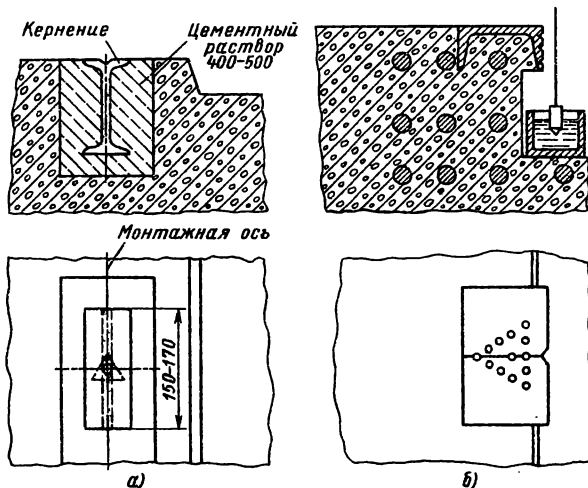 Кернение
Цементный
раствор
400-500
Монтажная ось
150-170
а)
б)